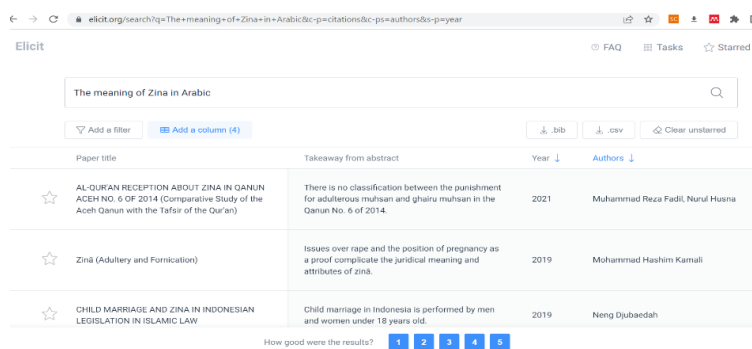 elicit.org/search?q=The+meaning+of+Zina+in+Arabic&c-p=citations&c-ps=authors&s-p=year
Elicit
FAQ
Tasks
Starred
The meaning of Zina in Arabic
Add a filter
Add a column (4)
.bib
.csv
Clear unstarred
Paper title
Takeaway from abstract
Year ↓
Authors ↓
AL-QUR'AN RECEPTION ABOUT ZINA IN QANUN
ACEH NO. 6 OF 2014 (Comparative Study of the
Aceh Qanun with the Tafsir of the Qur'an)
There is no classification between the punishment
for adulterous muhsan and ghairu muhsan in the
Qanun No. 6 of 2014.
2021
Muhammad Reza Fadil, Nurul Husna
Zinā (Adultery and Fornication)
Issues over rape and the position of pregnancy as
a proof complicate the juridical meaning and
attributes of zinā.
2019
Mohammad Hashim Kamali
CHILD MARRIAGE AND ZINA IN INDONESIAN
LEGISLATION IN ISLAMIC LAW
Child marriage in Indonesia is performed by men
and women under 18 years old.
2019
Neng Djubaedah
How good were the results?
1 2 3 4 5